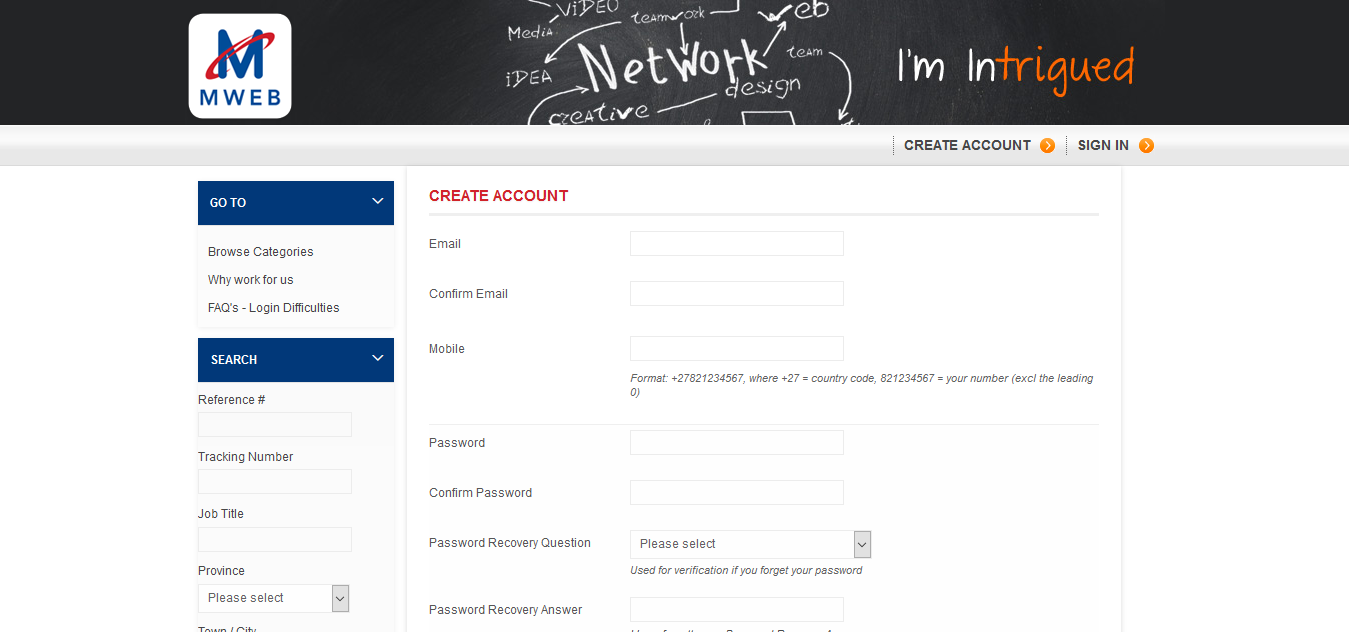 ViDEO
teamwork
Web
Media
NetWork
team
iDEA
design
creative
I'm Intrigued
MWEB
CREATE ACCOUNT
SIGN IN
GO TO
Browse Categories
Why work for us
FAQ's - Login Difficulties
SEARCH
Reference #
Tracking Number
Job Title
Province
Please select
Town / City
CREATE ACCOUNT
Email
Confirm Email
Mobile
Format: +27821234567, where +27 = country code, 821234567 = your number (excl the leading
0)
Password
Confirm Password
Password Recovery Question
Please select
Used for verification if you forget your password
Password Recovery Answer